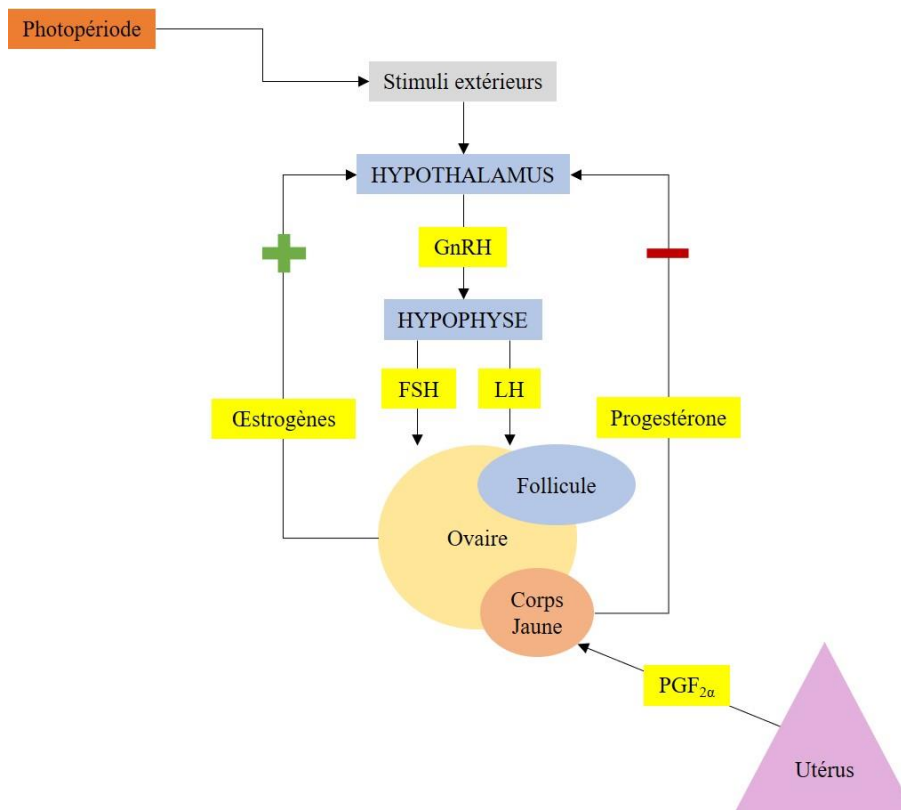 Photopériode
Stimuli extérieurs
HYPOTHALAMUS
GnRH
HYPOPHYSE
FSH
LH
Œstrogènes
Progestérone
Follicule
Ovaire
Corps
Jaune
PGF2α
Utérus